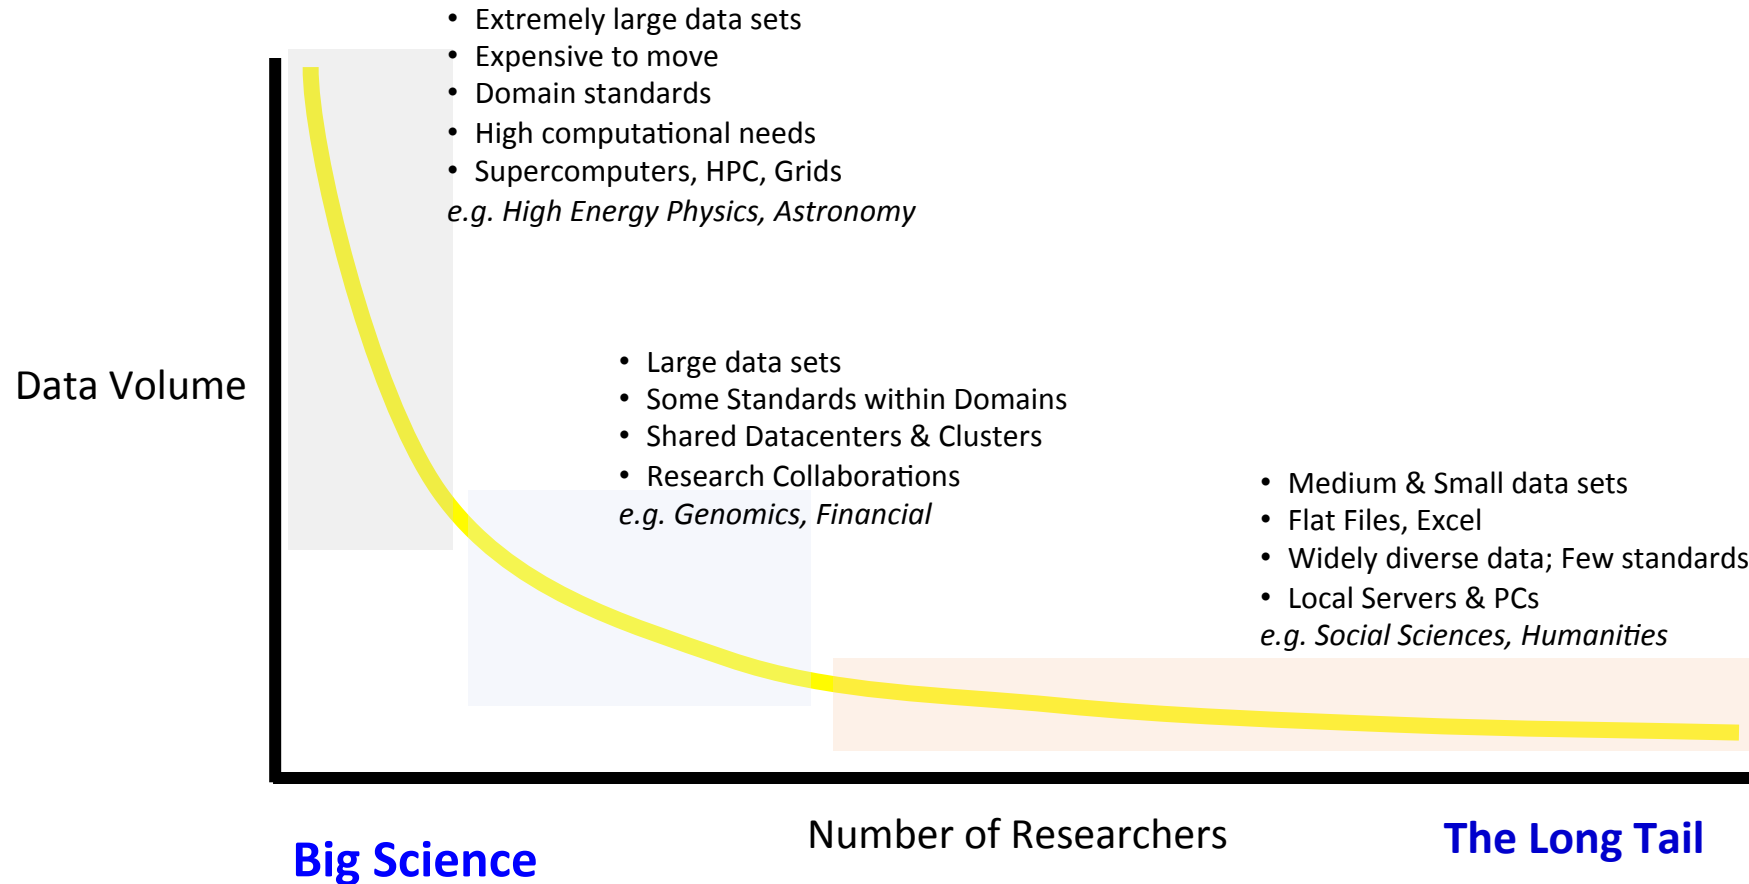 • Extremely large data sets
• Expensive to move
• Domain standards
• High computational needs
• Supercomputers, HPC, Grids
e.g. High Energy Physics, Astronomy
Data Volume
• Large data sets
• Some Standards within Domains
• Shared Datacenters & Clusters
• Research Collaborations
e.g. Genomics, Financial
• Medium & Small data sets
• Flat Files, Excel
• Widely diverse data; Few standards
• Local Servers & PCs
e.g. Social Sciences, Humanities
Big Science
Number of Researchers
The Long Tail